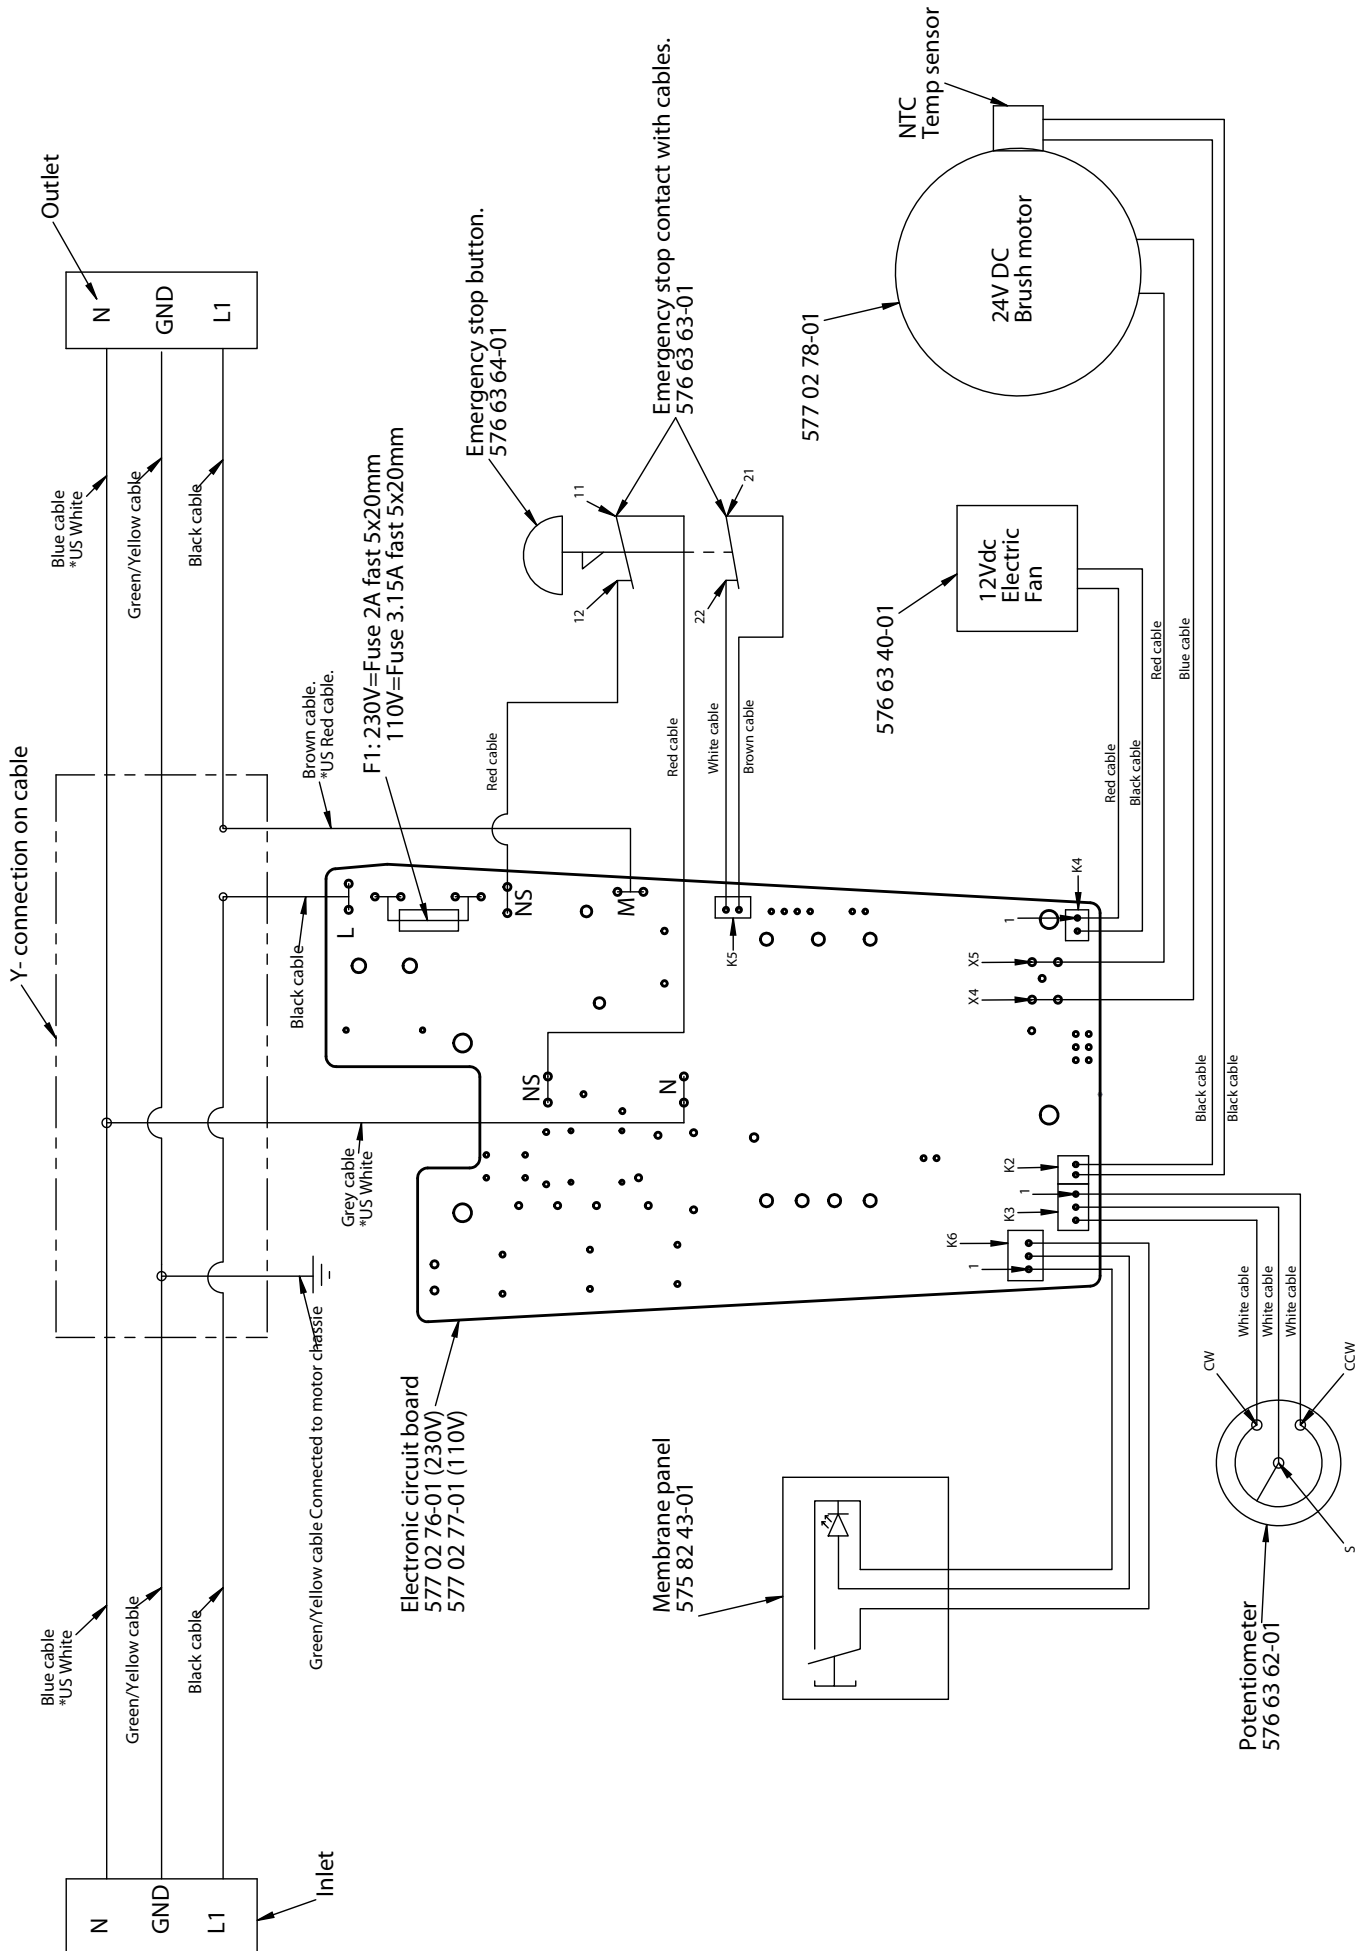 Y- connection on cable
Inlet
N
GND
L1
Blue cable
*US White
Green/Yellow cable
Black cable
Blue cable
*US White
Green/Yellow cable
Black cable
Outlet
N
GND
L1
Green/Yellow cable Connected to motor chassie
Grey cable
*US White
Black cable
Brown cable.
*US Red cable.
F1: 230V=Fuse 2A fast 5x20mm
110V=Fuse 3.15A fast 5x20mm
Emergency stop button.
576 63 64-01
Emergency stop contact with cables.
576 63 63-01
11
12
21
22
Red cable
Red cable
White cable
Brown cable
L
NS
M
NS
N
K5
Electronic circuit board
577 02 76-01 (230V)
577 02 77-01 (110V)
577 02 78-01
24V DC
Brush motor
NTC
Temp sensor
576 63 40-01
12Vdc
Electric
Fan
Red cable
Black cable
Red cable
Blue cable
Black cable
Black cable
1
K4
X5
X4
K2
1
K3
K6
1
Membrane panel
575 82 43-01
White cable
White cable
White cable
CW
CCW
S
Potentiometer
576 63 62-01